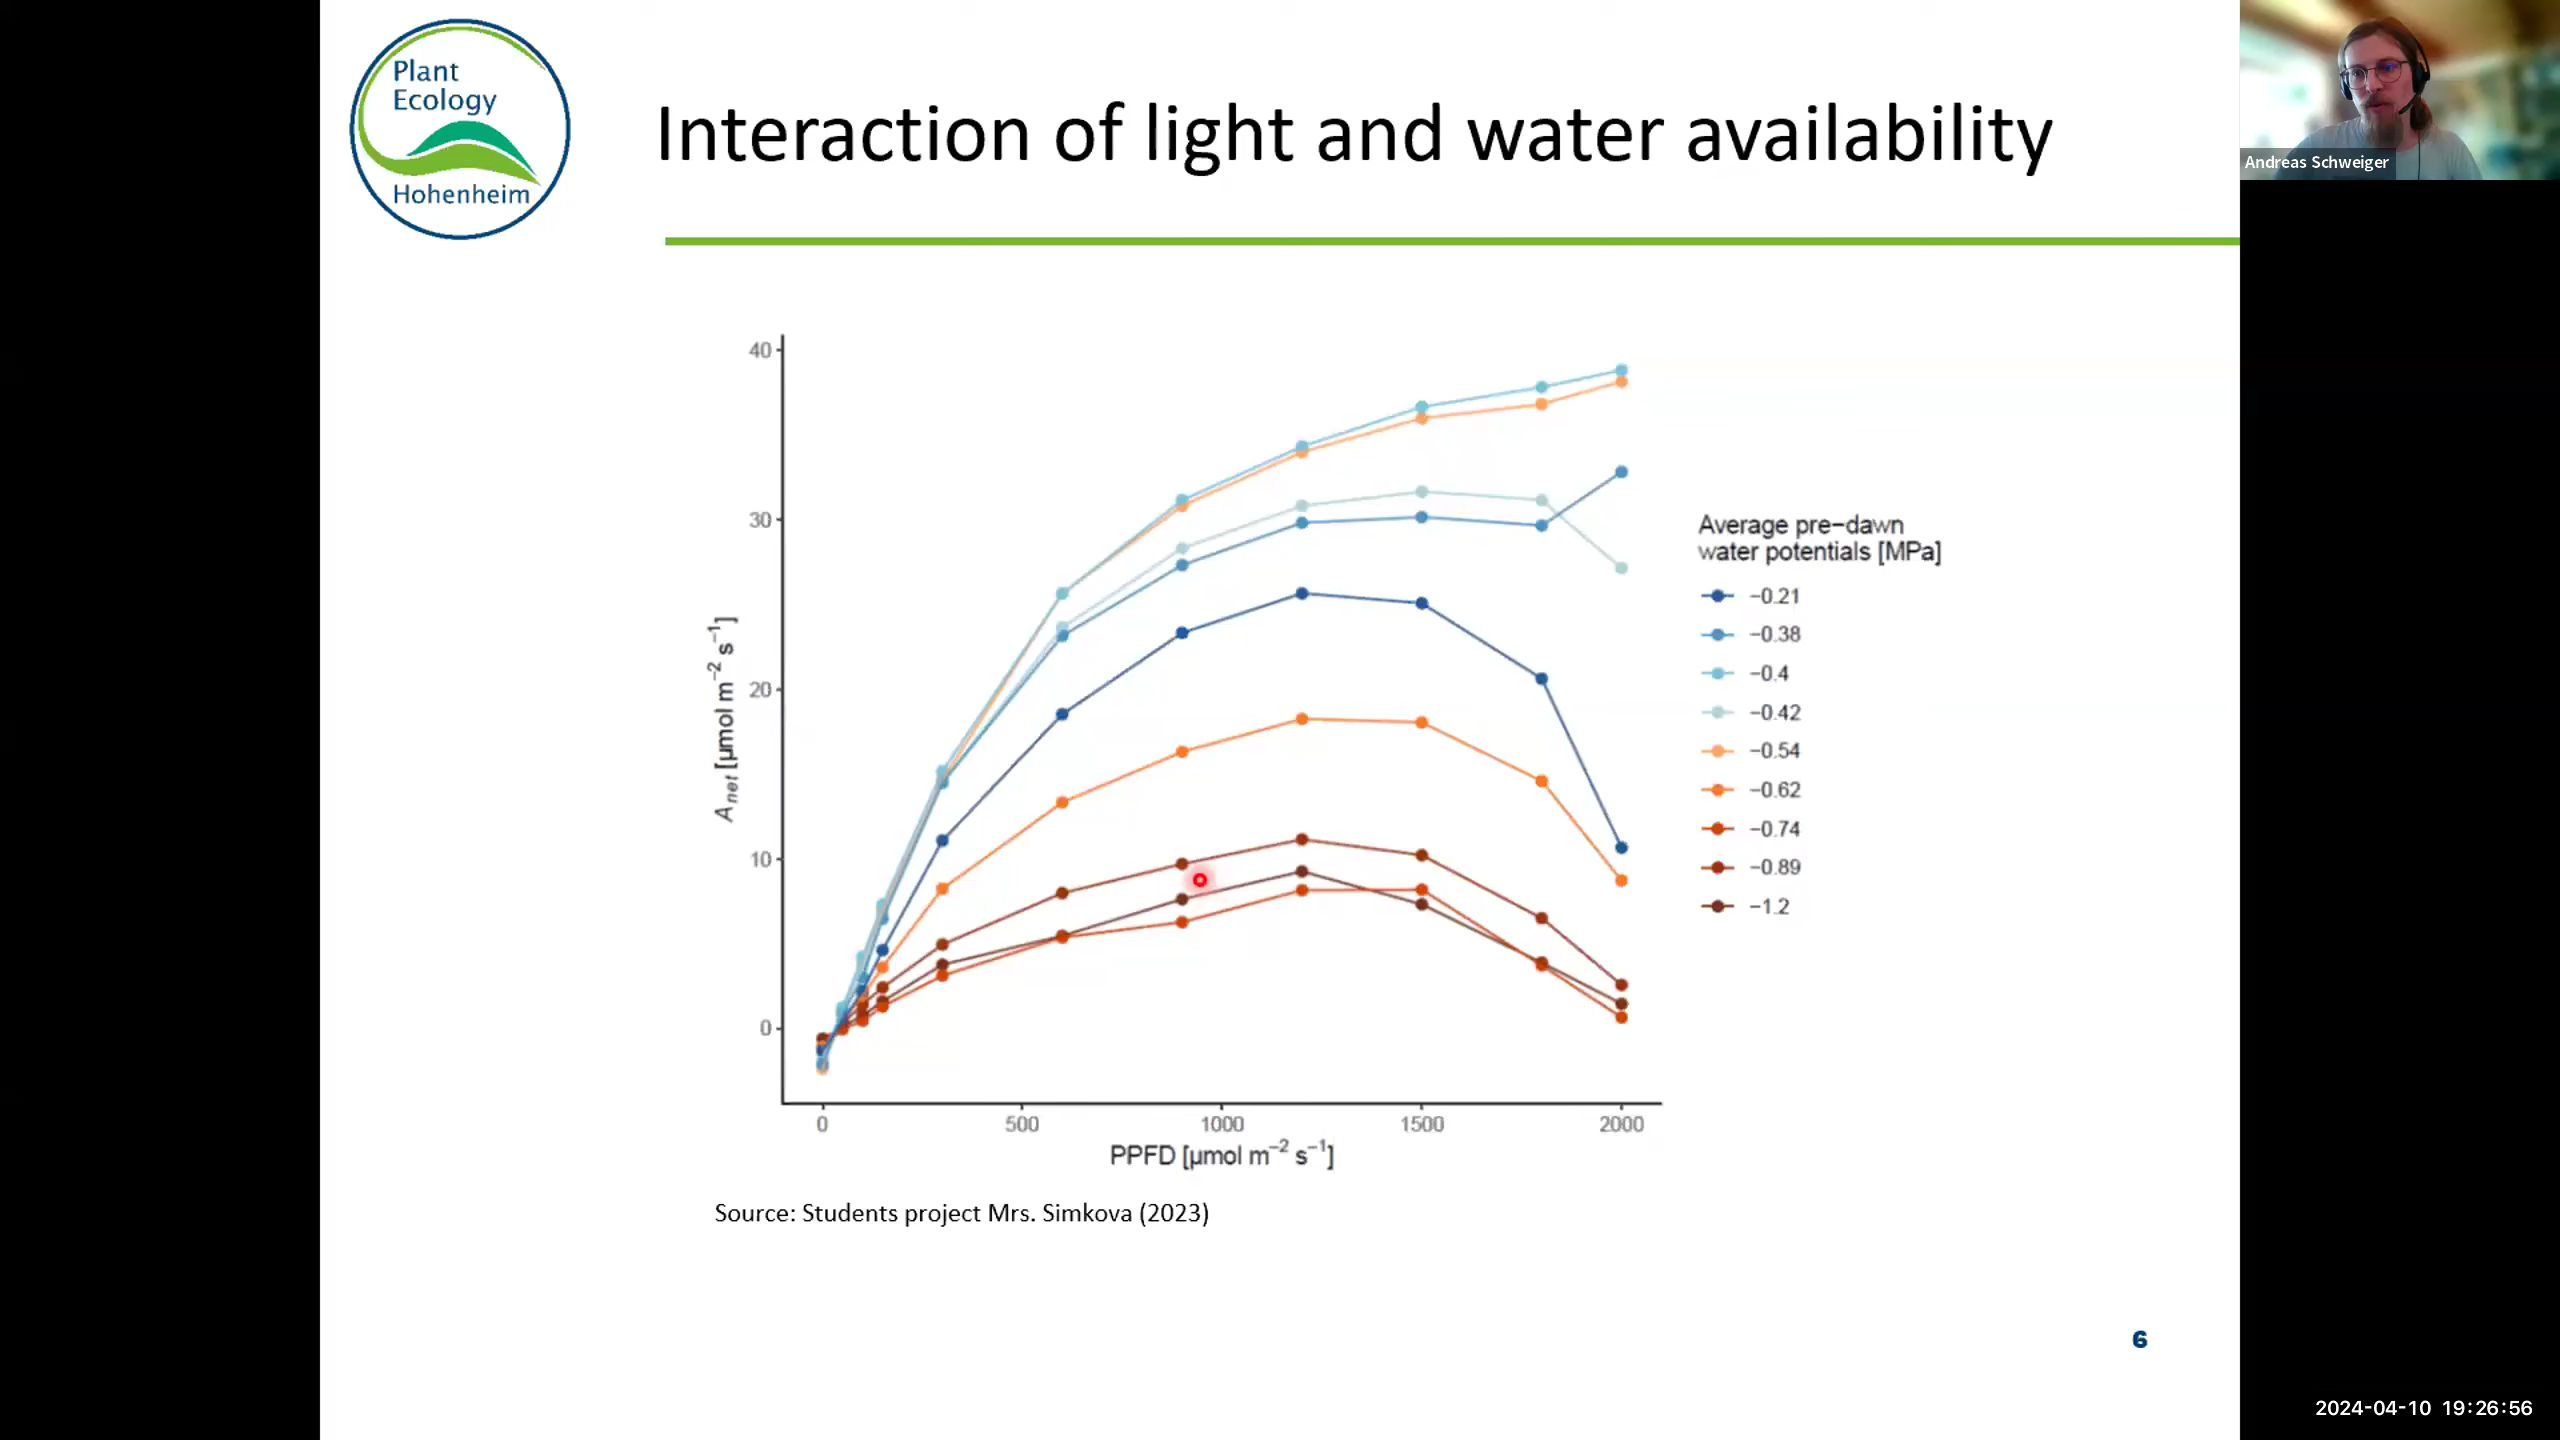 Plant
Ecology
Hohenheim
Interaction of light and water availability
Andreas Schweiger
40
30
20
10
0
A net [µmol m−2 s−1]
0 500 1000 1500 2000
PPFD [µmol m−2 s−1]
Average pre−dawn
water potentials [MPa]
−0.21
−0.38
−0.4
−0.42
−0.54
−0.62
−0.74
−0.89
−1.2
Source: Students project Mrs. Simkova (2023)
6
2024-04-10 19:26:56